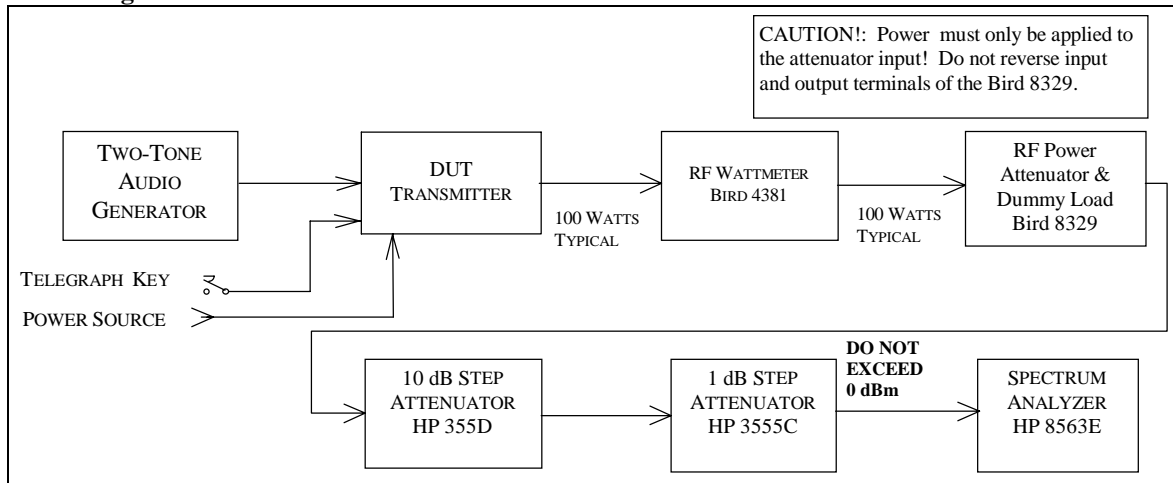 CAUTION!: Power must only be applied to
the attenuator input! Do not reverse input
and output terminals of the Bird 8329.
TWO-TONE
AUDIO
GENERATOR
DUT
TRANSMITTER
RF WATTMETER
BIRD 4381
RF Power
Attenuator &
Dummy Load
Bird 8329
100 WATTS
TYPICAL
100 WATTS
TYPICAL
TELEGRAPH KEY
POWER SOURCE
10 dB STEP
ATTENUATOR
HP 355D
1 dB STEP
ATTENUATOR
HP 3555C
DO NOT
EXCEED
0 dBm
SPECTRUM
ANALYZER
HP 8563E